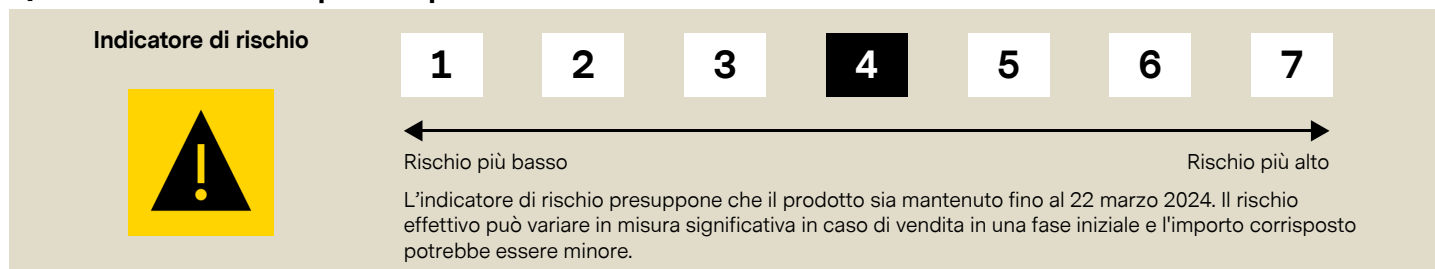 Indicatore di rischio
1 2 3 4 5 6 7
Rischio più basso Rischio più alto
L'indicatore di rischio presuppone che il prodotto sia mantenuto fino al 22 marzo 2024. Il rischio
effettivo può variare in misura significativa in caso di vendita in una fase iniziale e l'importo corrisposto
potrebbe essere minore.